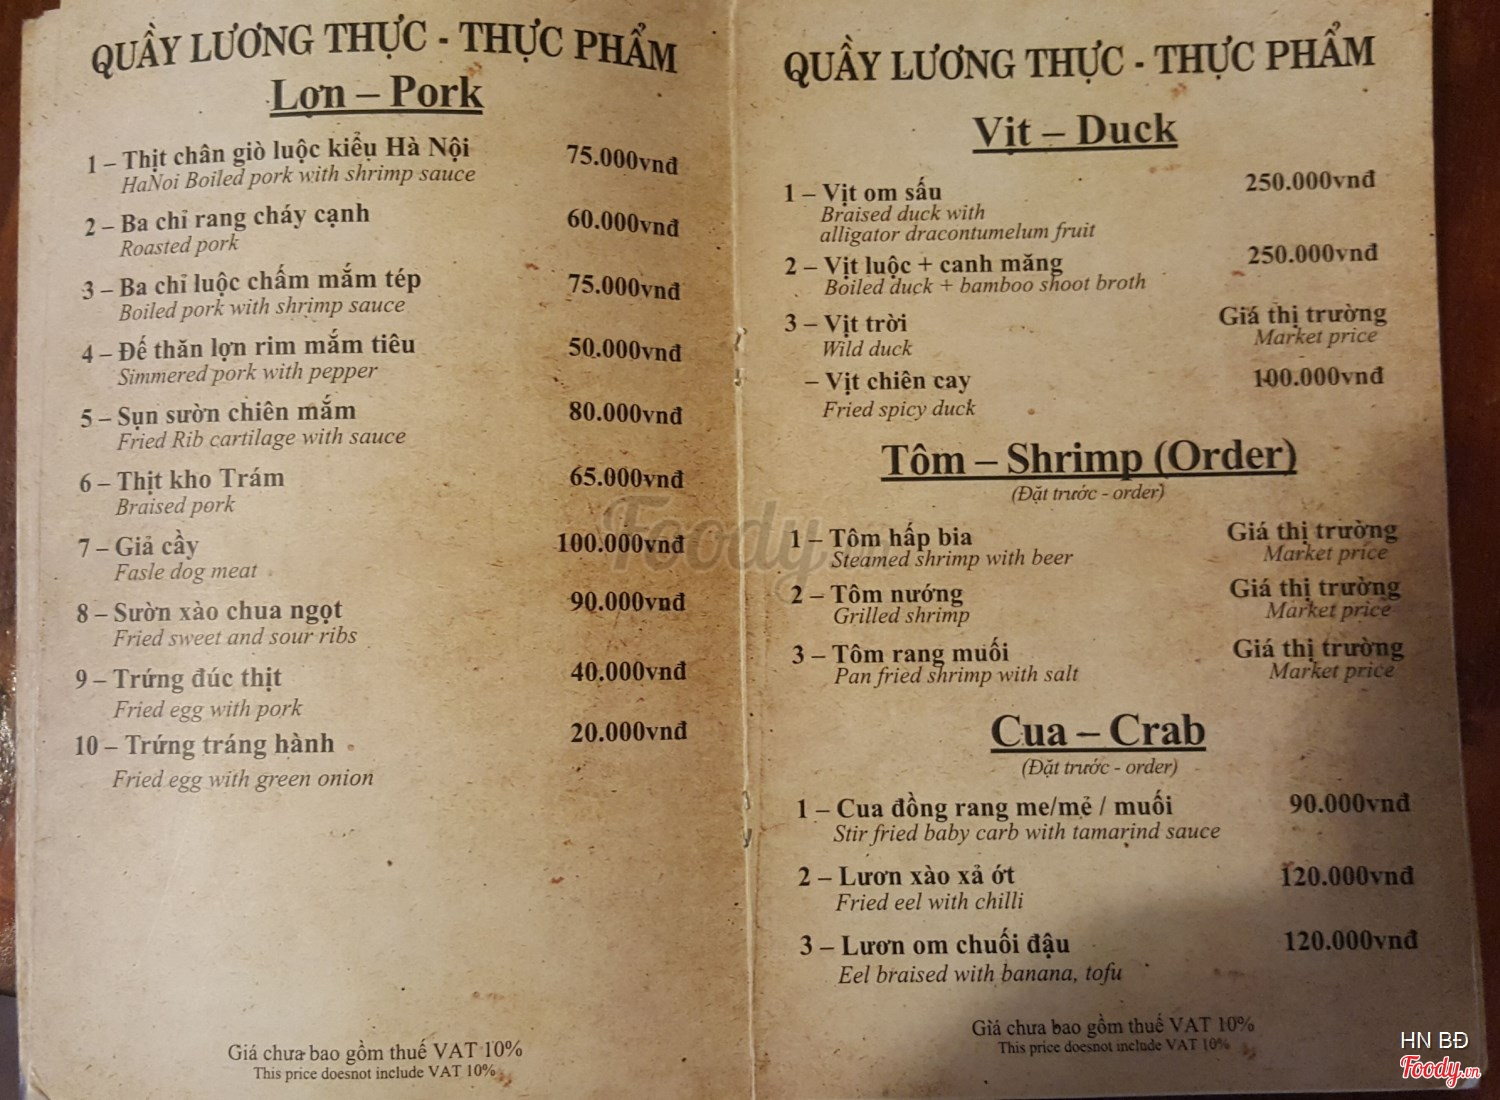 QUẦY LƯƠNG THỰC - THỰC PHẨM
Lợn – Pork
1 – Thịt chân giò luộc kiểu Hà Nội 75.000vnđ
HaNoi Boiled pork with shrimp sauce
2 – Ba chỉ rang cháy cạnh 60.000vnđ
Roasted pork
3 – Ba chỉ luộc chấm mắm tép 75.000vnđ
Boiled pork with shrimp sauce
4 – Đế thăn lợn rim mắm tiêu 50.000vnđ
Simmered pork with pepper
5 – Sụn sườn chiên mắm 80.000vnđ
Fried Rib cartilage with sauce
6 – Thịt kho Trám 65.000vnđ
Braised pork
7 – Giả cầy 100.000vnđ
Fasle dog meat
8 – Sườn xào chua ngọt 90.000vnđ
Fried sweet and sour ribs
9 – Trứng đúc thịt 40.000vnđ
Fried egg with pork
10 – Trứng tráng hành 20.000vnđ
Fried egg with green onion
Giá chưa bao gồm thuế VAT 10%
This price doesnot include VAT 10%
QUẦY LƯƠNG THỰC - THỰC PHẨM
Vịt – Duck
1 – Vịt om sấu 250.000vnđ
Braised duck with
alligator dracontumelum fruit
2 – Vịt luộc + canh măng 250.000vnđ
Boiled duck + bamboo shoot broth
3 – Vịt trời Giá thị trường
Wild duck Market price
– Vịt chiên cay 100.000vnđ
Fried spicy duck
Tôm – Shrimp (Order)
(Đặt trước - order)
1 – Tôm hấp bia Giá thị trường
Steamed shrimp with beer Market price
2 – Tôm nướng Giá thị trường
Grilled shrimp Market price
3 – Tôm rang muối Giá thị trường
Pan fried shrimp with salt Market price
Cua – Crab
(Đặt trước - order)
1 – Cua đồng rang me/mẻ / muối 90.000vnđ
Stir fried baby carb with tamarind sauce
2 – Lươn xào xả ớt 120.000vnđ
Fried eel with chilli
3 – Lươn om chuối đậu 120.000vnđ
Eel braised with banana, tofu
Giá chưa bao gồm thuế VAT 10%
This price doesnot include VAT 10%
Foody
HN BĐ
Foody.vn